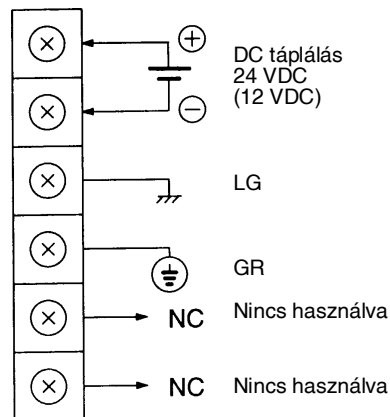 DC táplálás
24 VDC
(12 VDC)
LG
GR
NC Nincs használva
NC Nincs használva